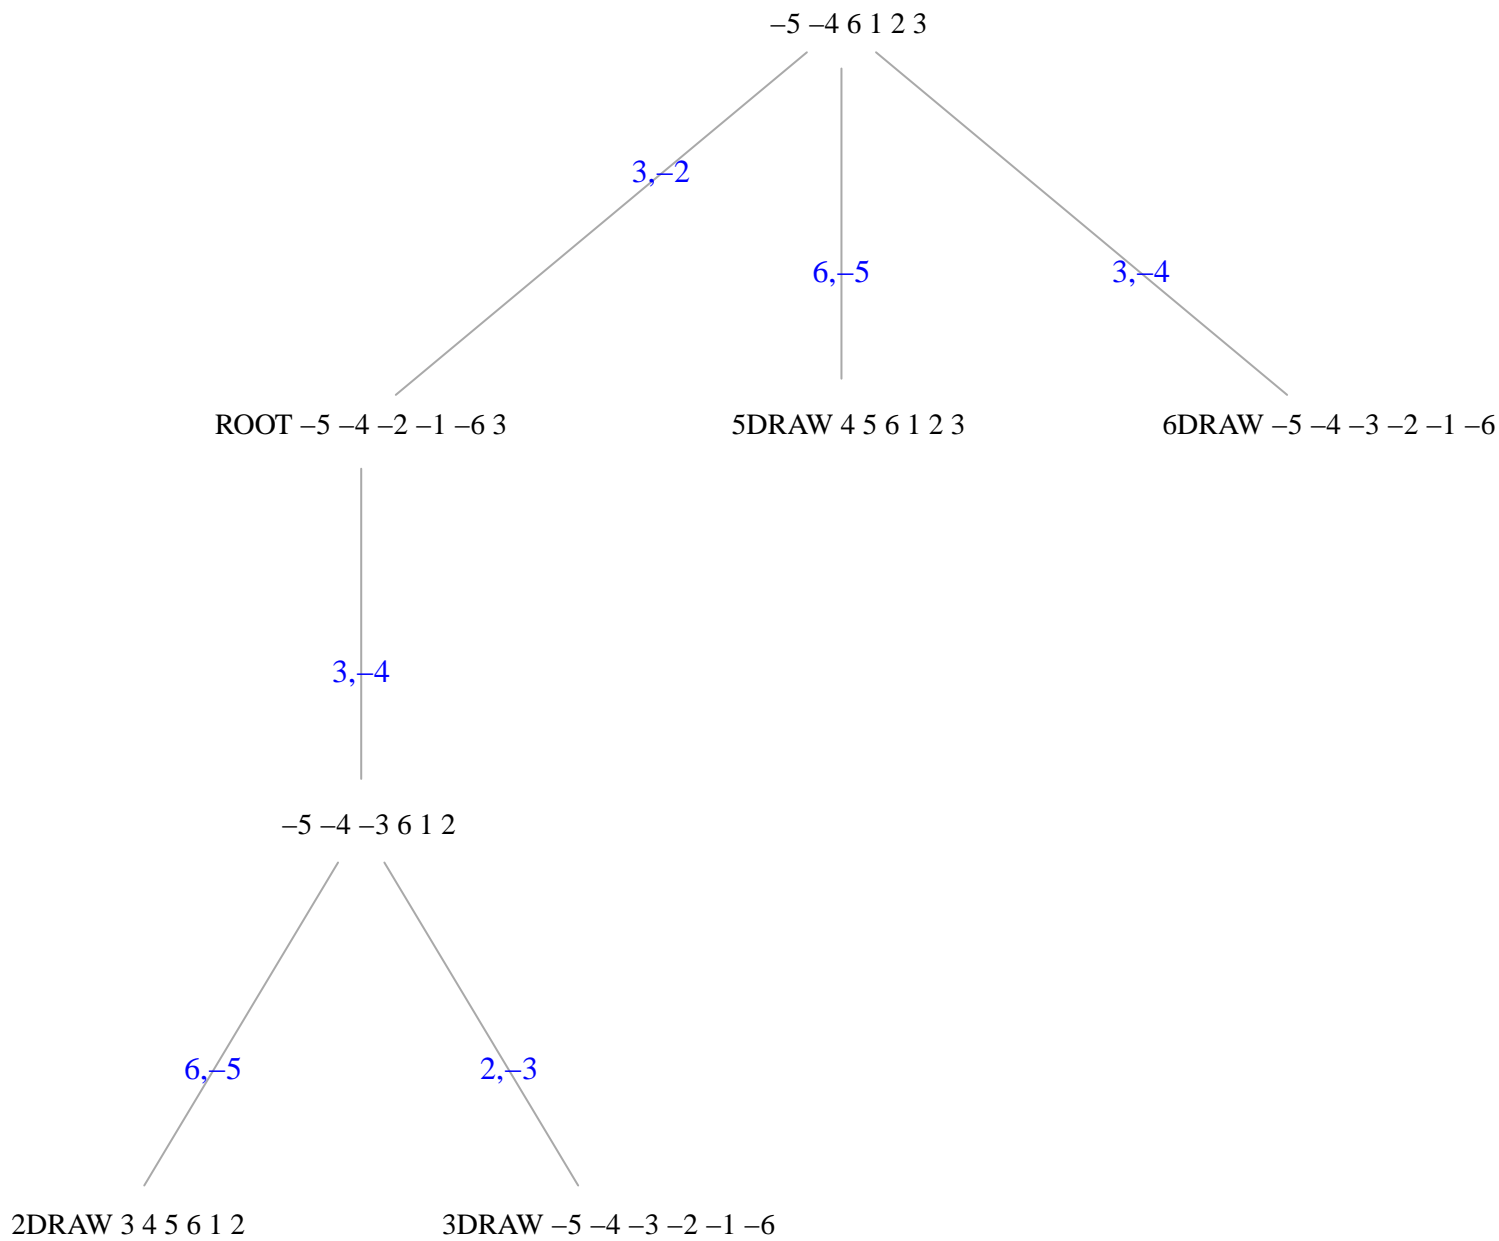 –5 –4 6 1 2 3
3,–2
6,–5
3,–4
ROOT –5 –4 –2 –1 –6 3
5DRAW 4 5 6 1 2 3
6DRAW –5 –4 –3 –2 –1 –6
3,–4
–5 –4 –3 6 1 2
6,–5
2,–3
2DRAW 3 4 5 6 1 2
3DRAW –5 –4 –3 –2 –1 –6